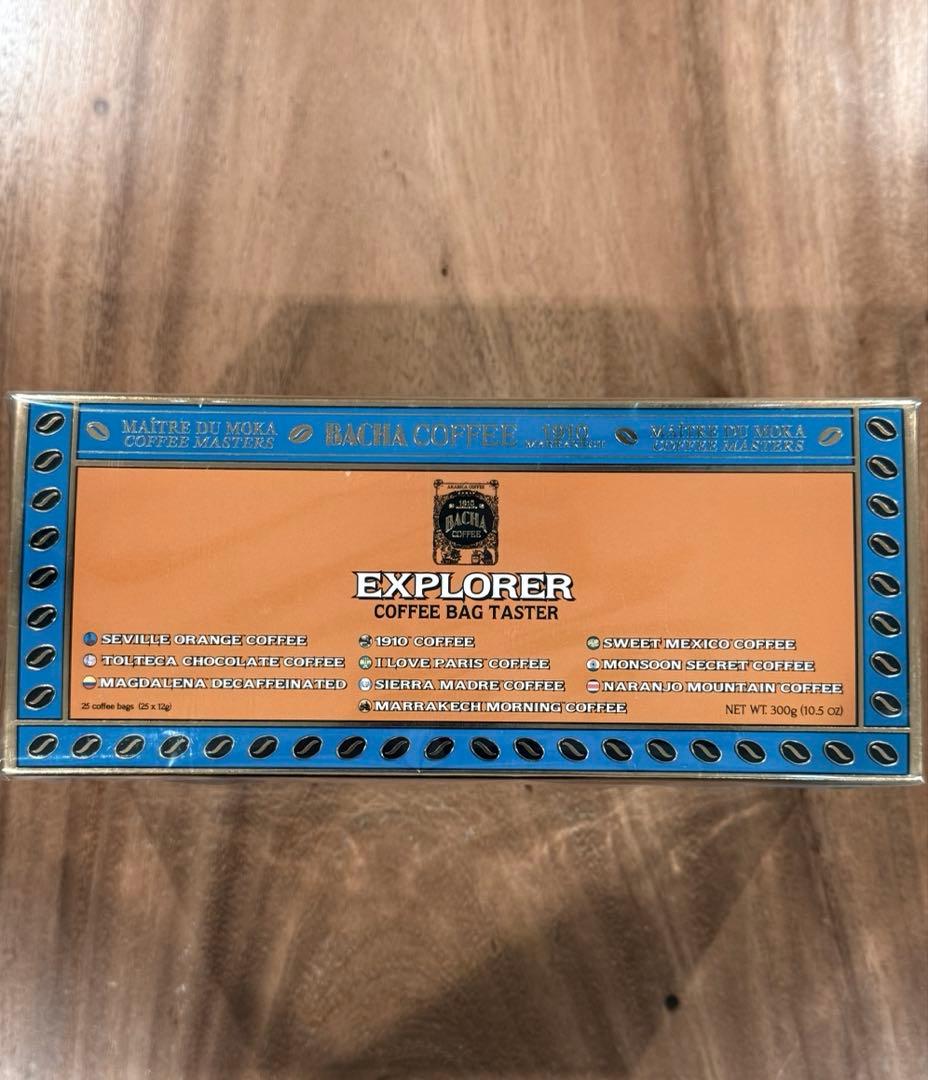 MAÎTRE DU MOKA
COFFEE MASTERS
BACHA COFFEE 1910
MARRAKECH
MAÎTRE DU MOKA
COFFEE MASTERS
ARABICA COFFEE
1910
BACHA
COFFEE
EXPLORER
COFFEE BAG TASTER
SEVILLE ORANGE COFFEE
TOLTECA CHOCOLATE COFFEE
MAGDALENA DECAFFEINATED
25 coffee bags (25 x 12g)
1910 COFFEE
I LOVE PARIS COFFEE
SIERRA MADRE COFFEE
MARRAKECH MORNING COFFEE
SWEET MEXICO COFFEE
MONSOON SECRET COFFEE
NARANJO MOUNTAIN COFFEE
NET WT. 300g (10.5 oz)